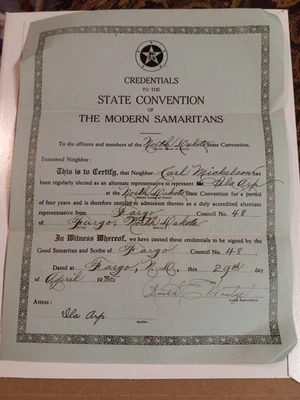 CREDENTIALS
TO THE
STATE CONVENTION
OF
THE MODERN SAMARITANS
To the officers and members of the North Dakota State Convention.
Esteemed Neighbor:
This is to Certify, that Neighbor Carl Mickelson has
been regularly elected as an alternate representative to represent Ila Arp
at the North Dakota State Convention for a period
of four years and is therefore entitled to admission thereto as a duly accredited alternate
representative from Fargo Council No. 48
Fargo, North Dakota
In Witness Whereof, we have caused these credentials to be signed by the
Good Samaritan and Scribe of Fargo Council No. 48
Dated at Fargo, N. D. this 29th day
of April 1935
Good Samaritan.
Attest:
Ila Arp
Scribe.